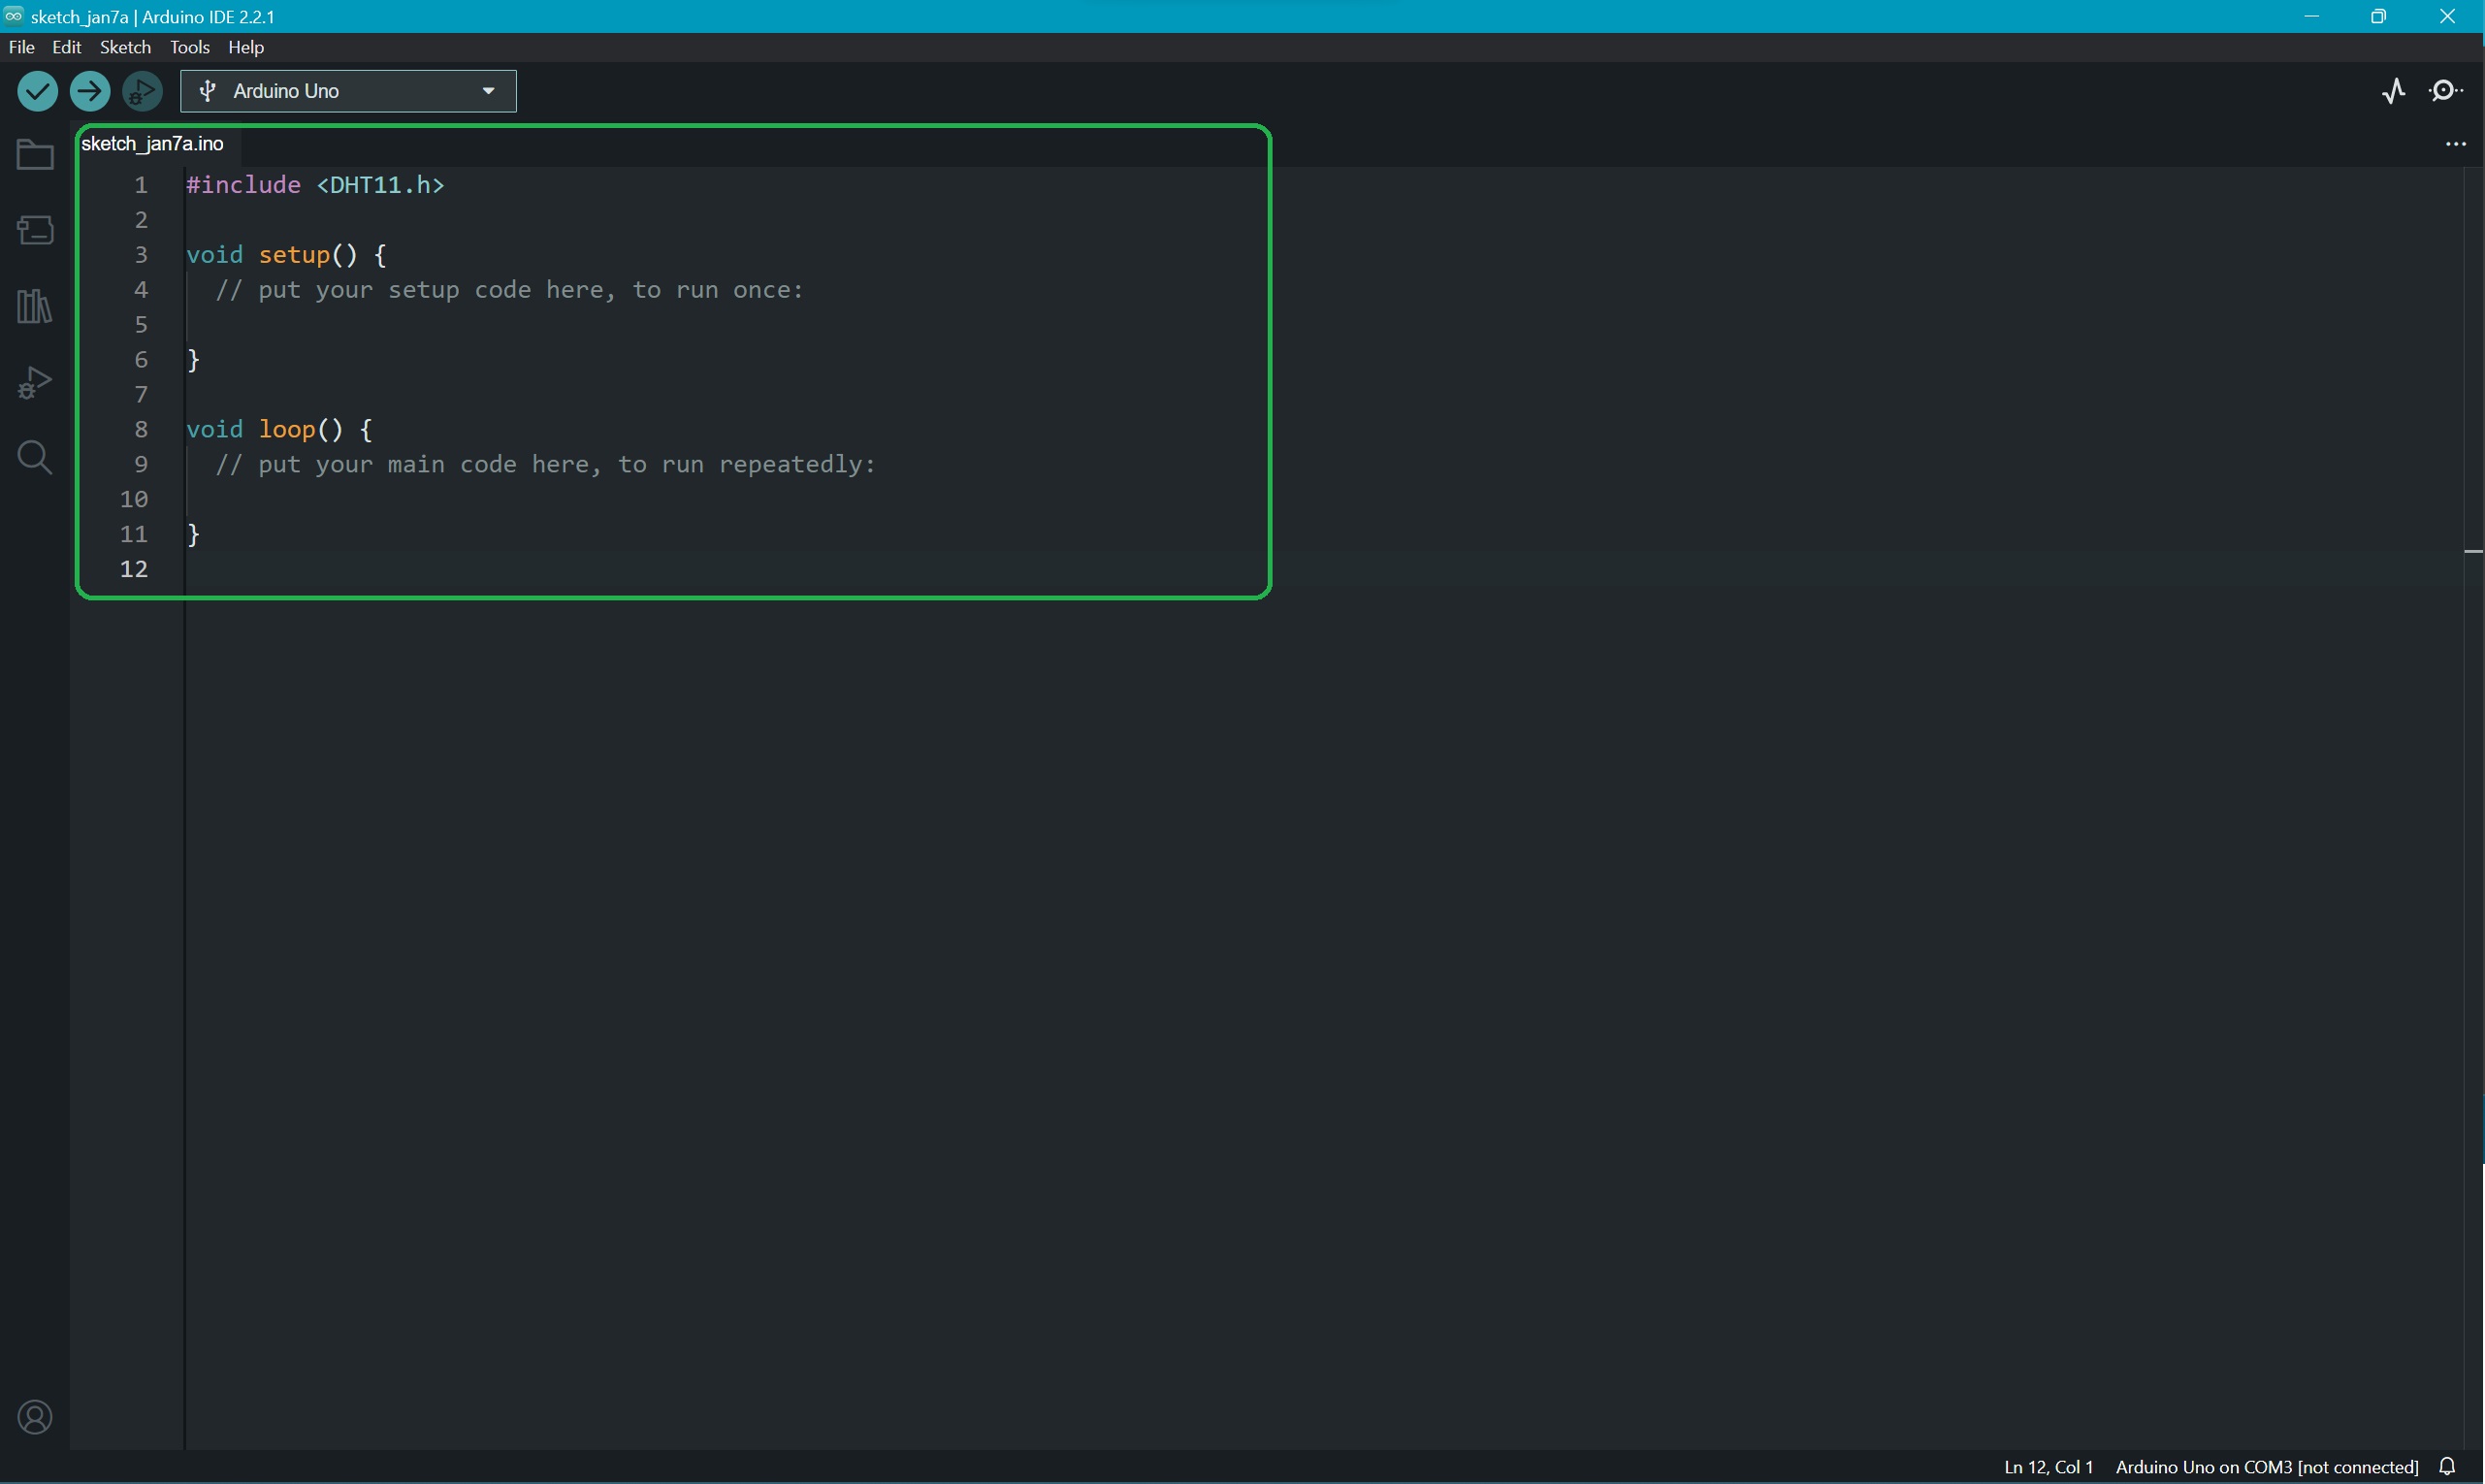 sketch_jan7a | Arduino IDE 2.2.1
File Edit Sketch Tools Help
Arduino Uno
sketch_jan7a.ino
1 #include <DHT11.h>
2
3 void setup() {
4 // put your setup code here, to run once:
5
6 }
7
8 void loop() {
9 // put your main code here, to run repeatedly:
10
11 }
12
Ln 12, Col 1 Arduino Uno on COM3 [not connected]